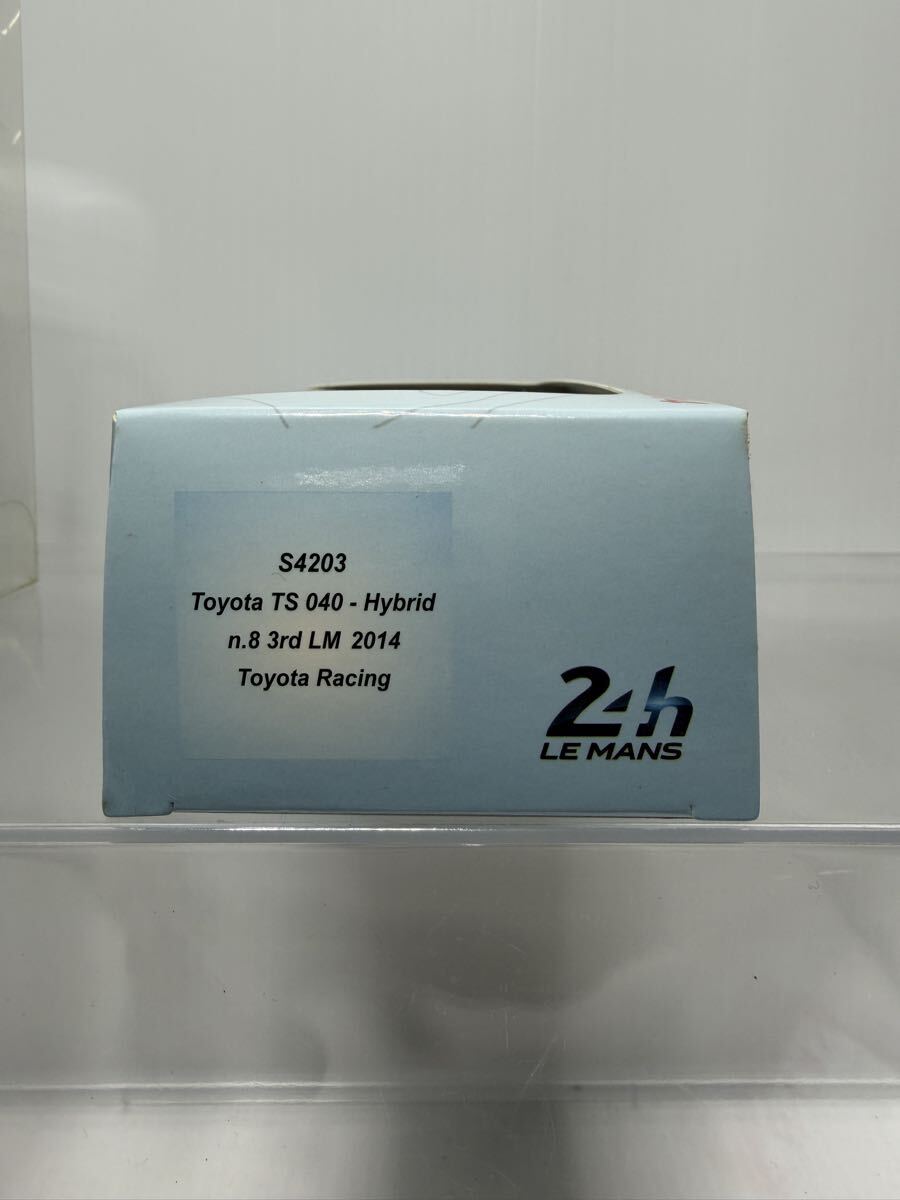 S4203
Toyota TS 040 - Hybrid
n.8 3rd LM 2014
Toyota Racing
24h
LE MANS